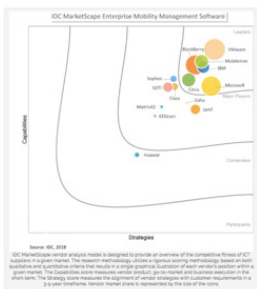 IDC MarketScape Enterprise Mobility Management Software
Leaders
BlackBerry
VMware
MobileIron
IBM
Sophos
SOTI
Citrix
Microsoft
Major Players
Cisco
Matrix42
42Gears
Jamf
Capabilities
Huawei
Contenders
Participants
Strategies
Source: IDC, 2018
IDC MarketScape vendor analysis model is designed to provide an overview of the competitive fitness of ICT
suppliers in a given market. The research methodology utilizes a rigorous scoring methodology based on both
qualitative and quantitative criteria that results in a single graphical illustration of each vendor's position within a
given market. The Capabilities score measures vendor product, go-to-market and business execution in the
short-term. The Strategy score measures the alignment of vendor strategies with customer requirements in a
3-5-year timeframe. Vendor market share is represented by the size of the icons.